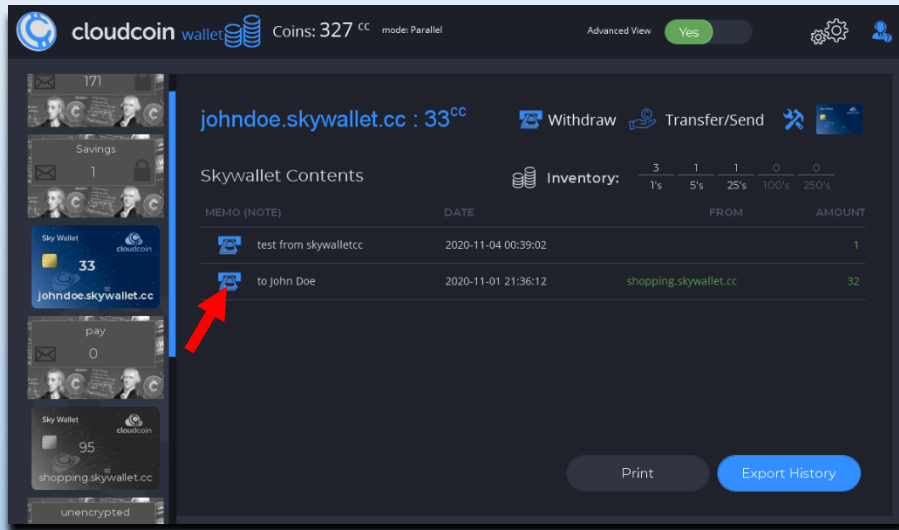 cloudcoin wallet Coins: 327 cc mode: Parallel Advanced View Yes
171
Savings
1
Sky Wallet cloudcoin
33
johndoe.skywallet.cc
pay
0
Sky Wallet cloudcoin
95
shopping.skywallet.cc
unencrypted
johndoe.skywallet.cc : 33cc Withdraw Transfer/Send
Skywallet Contents Inventory: 3 1 1 0 0
1's 5's 25's 100's 250's
MEMO (NOTE) DATE FROM AMOUNT
test from skywalletcc 2020-11-04 00:39:02 1
to John Doe 2020-11-01 21:36:12 shopping.skywallet.cc 32
Print Export History